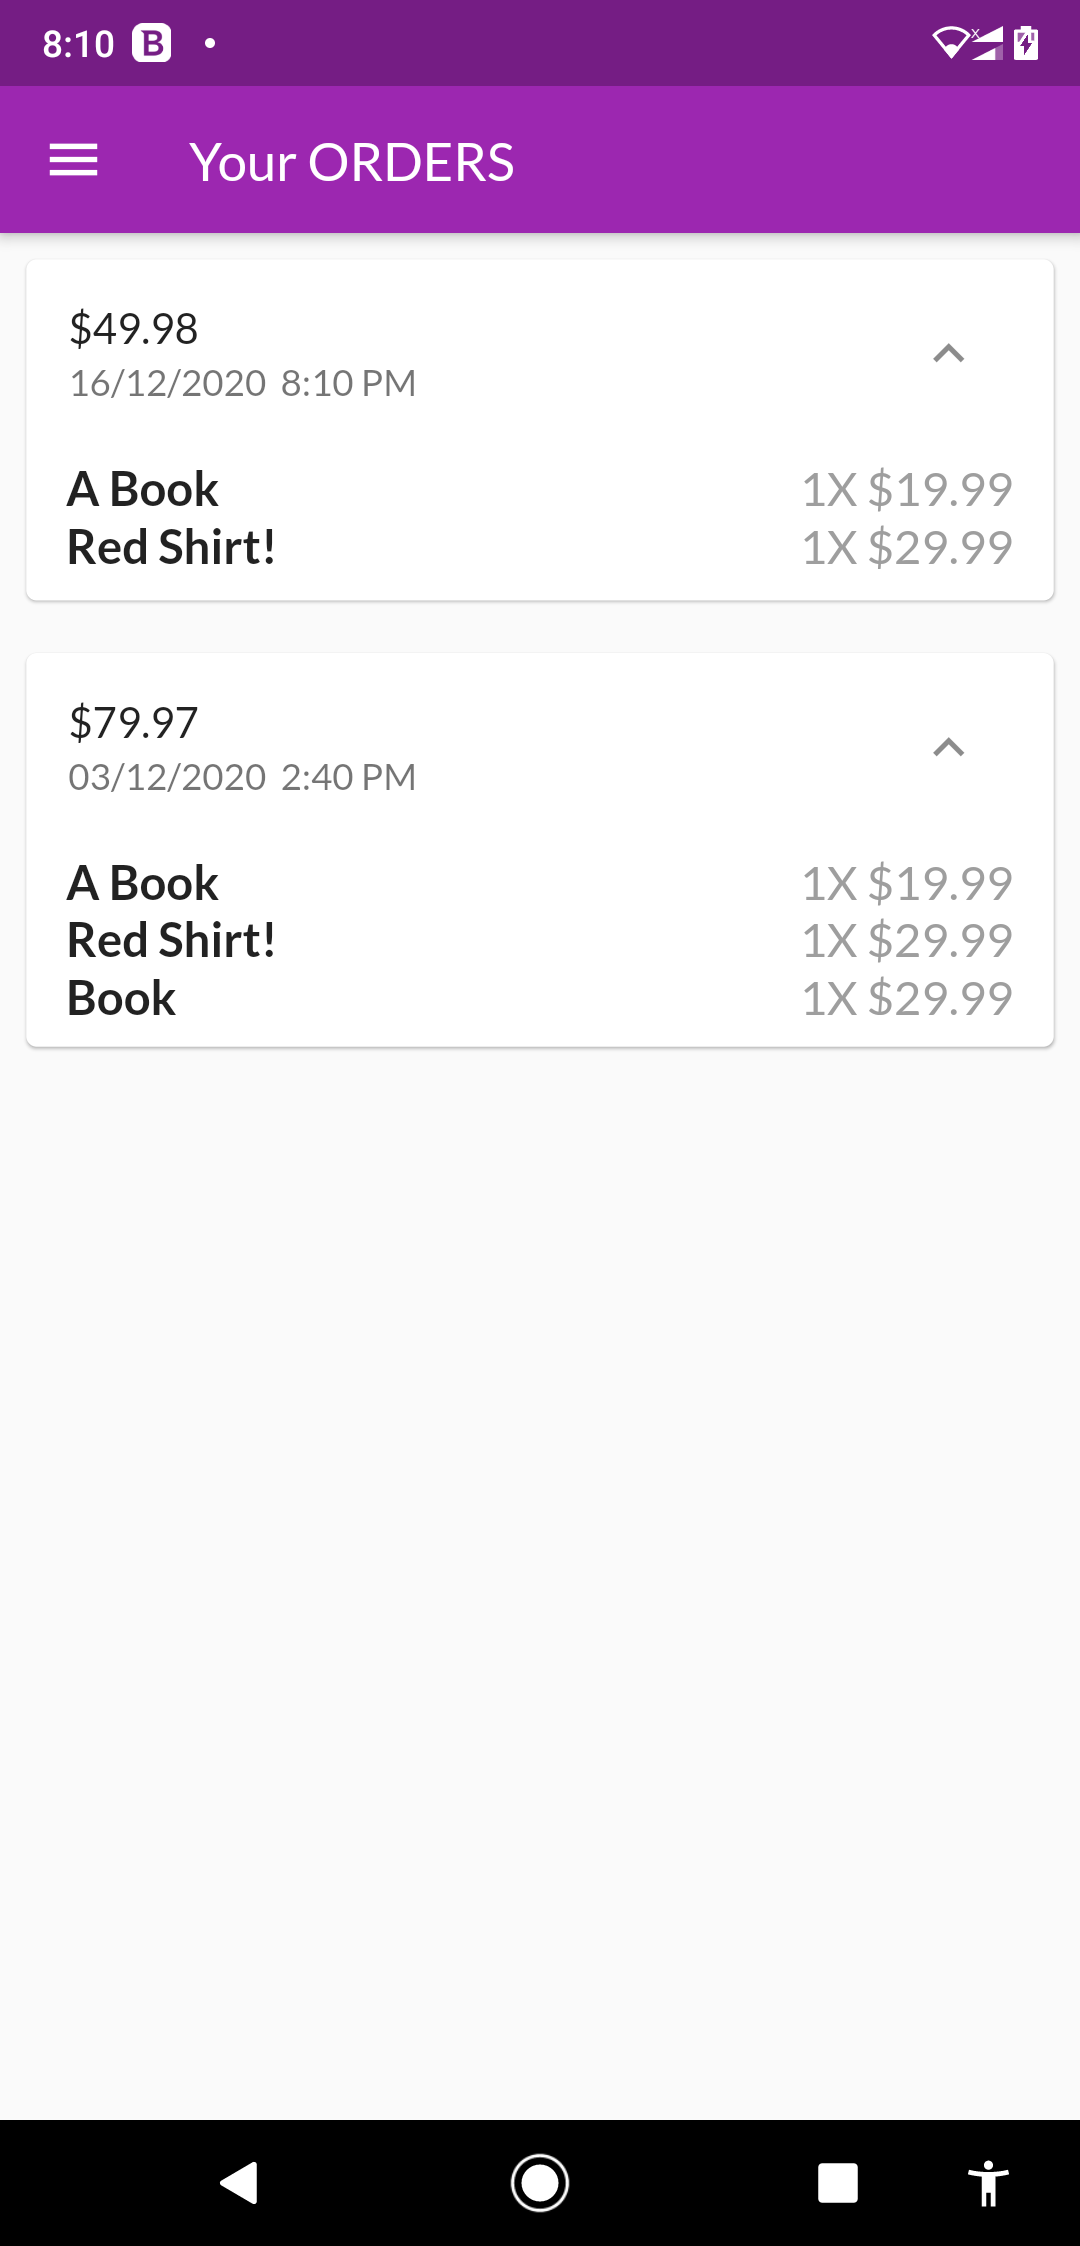 8:10 B
Your ORDERS
$49.98
16/12/2020 8:10 PM
A Book 1X $19.99
Red Shirt! 1X $29.99
$79.97
03/12/2020 2:40 PM
A Book 1X $19.99
Red Shirt! 1X $29.99
Book 1X $29.99